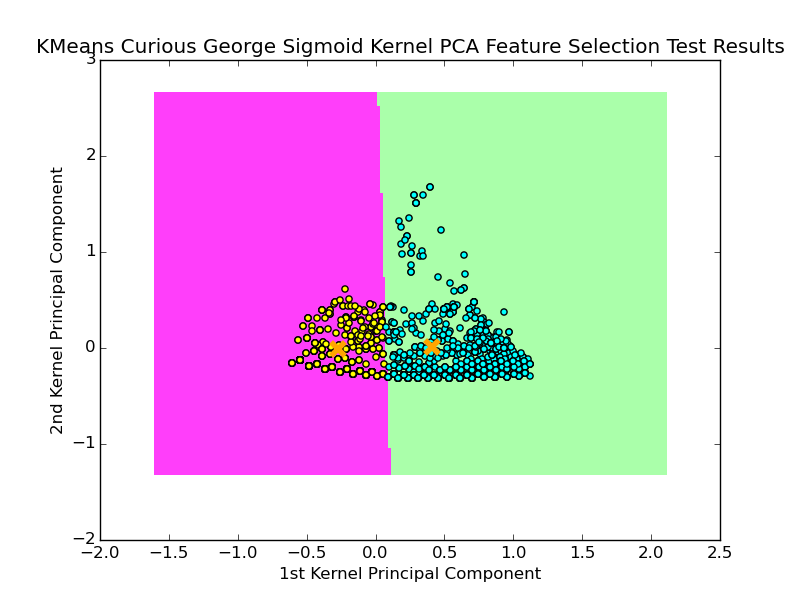 KMeans Curious George Sigmoid Kernel PCA Feature Selection Test Results
3
2
1
0
−1
−2
2nd Kernel Principal Component
−2.0 −1.5 −1.0 −0.5 0.0 0.5 1.0 1.5 2.0 2.5
1st Kernel Principal Component